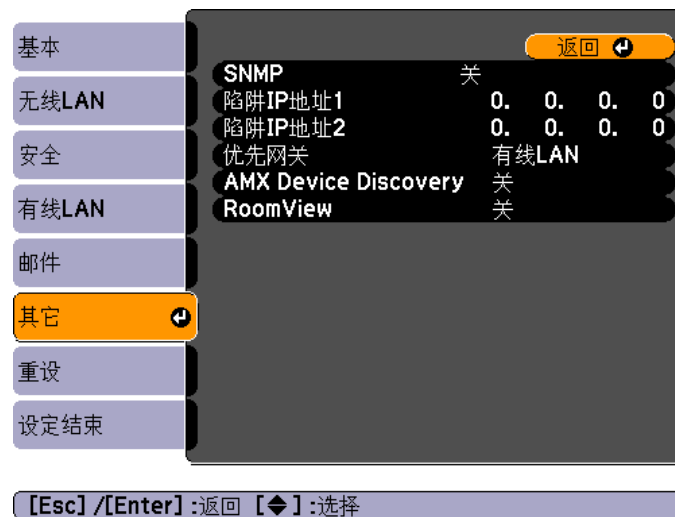 基本
无线LAN
安全
有线LAN
邮件
其它
重设
设定结束
返回
SNMP 关
陷阱IP地址1 0. 0. 0. 0
陷阱IP地址2 0. 0. 0. 0
优先网关 有线LAN
AMX Device Discovery 关
RoomView 关
[Esc] /[Enter] :返回 [◆] :选择